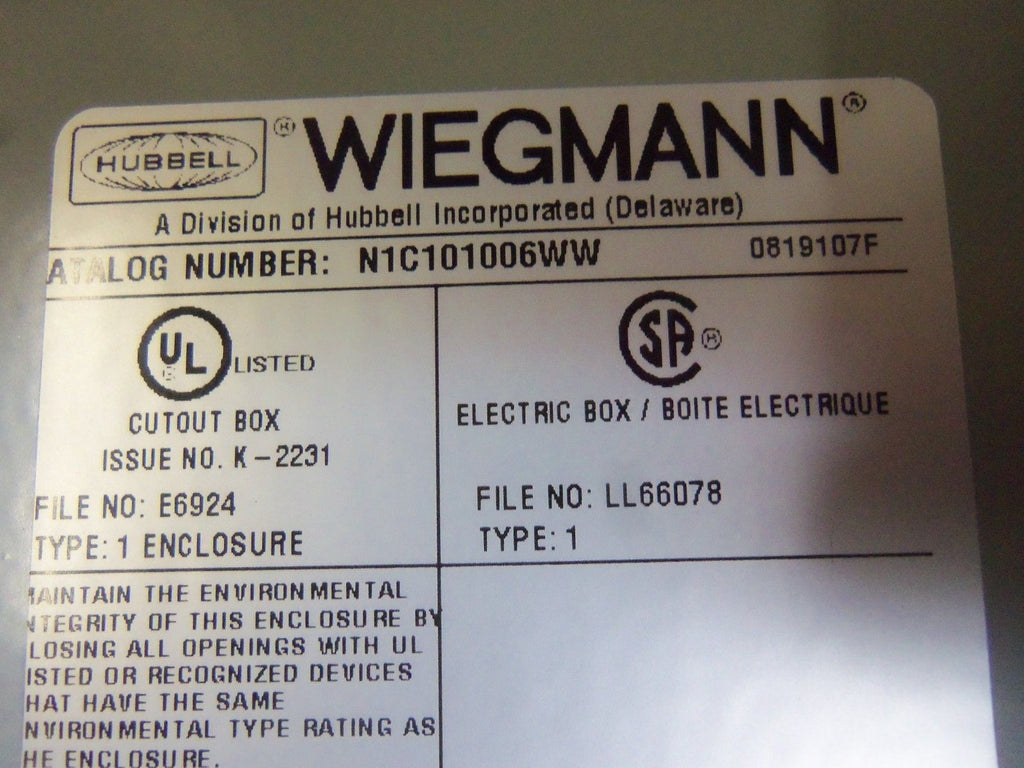 HUBBELL ® WIEGMANN®
A Division of Hubbell Incorporated (Delaware)
ATALOG NUMBER: N1C101006WW 0819107F
UL LISTED
CUTOUT BOX
ISSUE NO. K-2231
FILE NO: E6924
TYPE: 1 ENCLOSURE
SA ®
ELECTRIC BOX / BOITE ELECTRIQUE
FILE NO: LL66078
TYPE: 1
AINTAIN THE ENVIRONMENTAL
NTEGRITY OF THIS ENCLOSURE BY
LOSING ALL OPENINGS WITH UL
ISTED OR RECOGNIZED DEVICES
HAT HAVE THE SAME
NVIRONMENTAL TYPE RATING AS
HE ENCLOSURE.